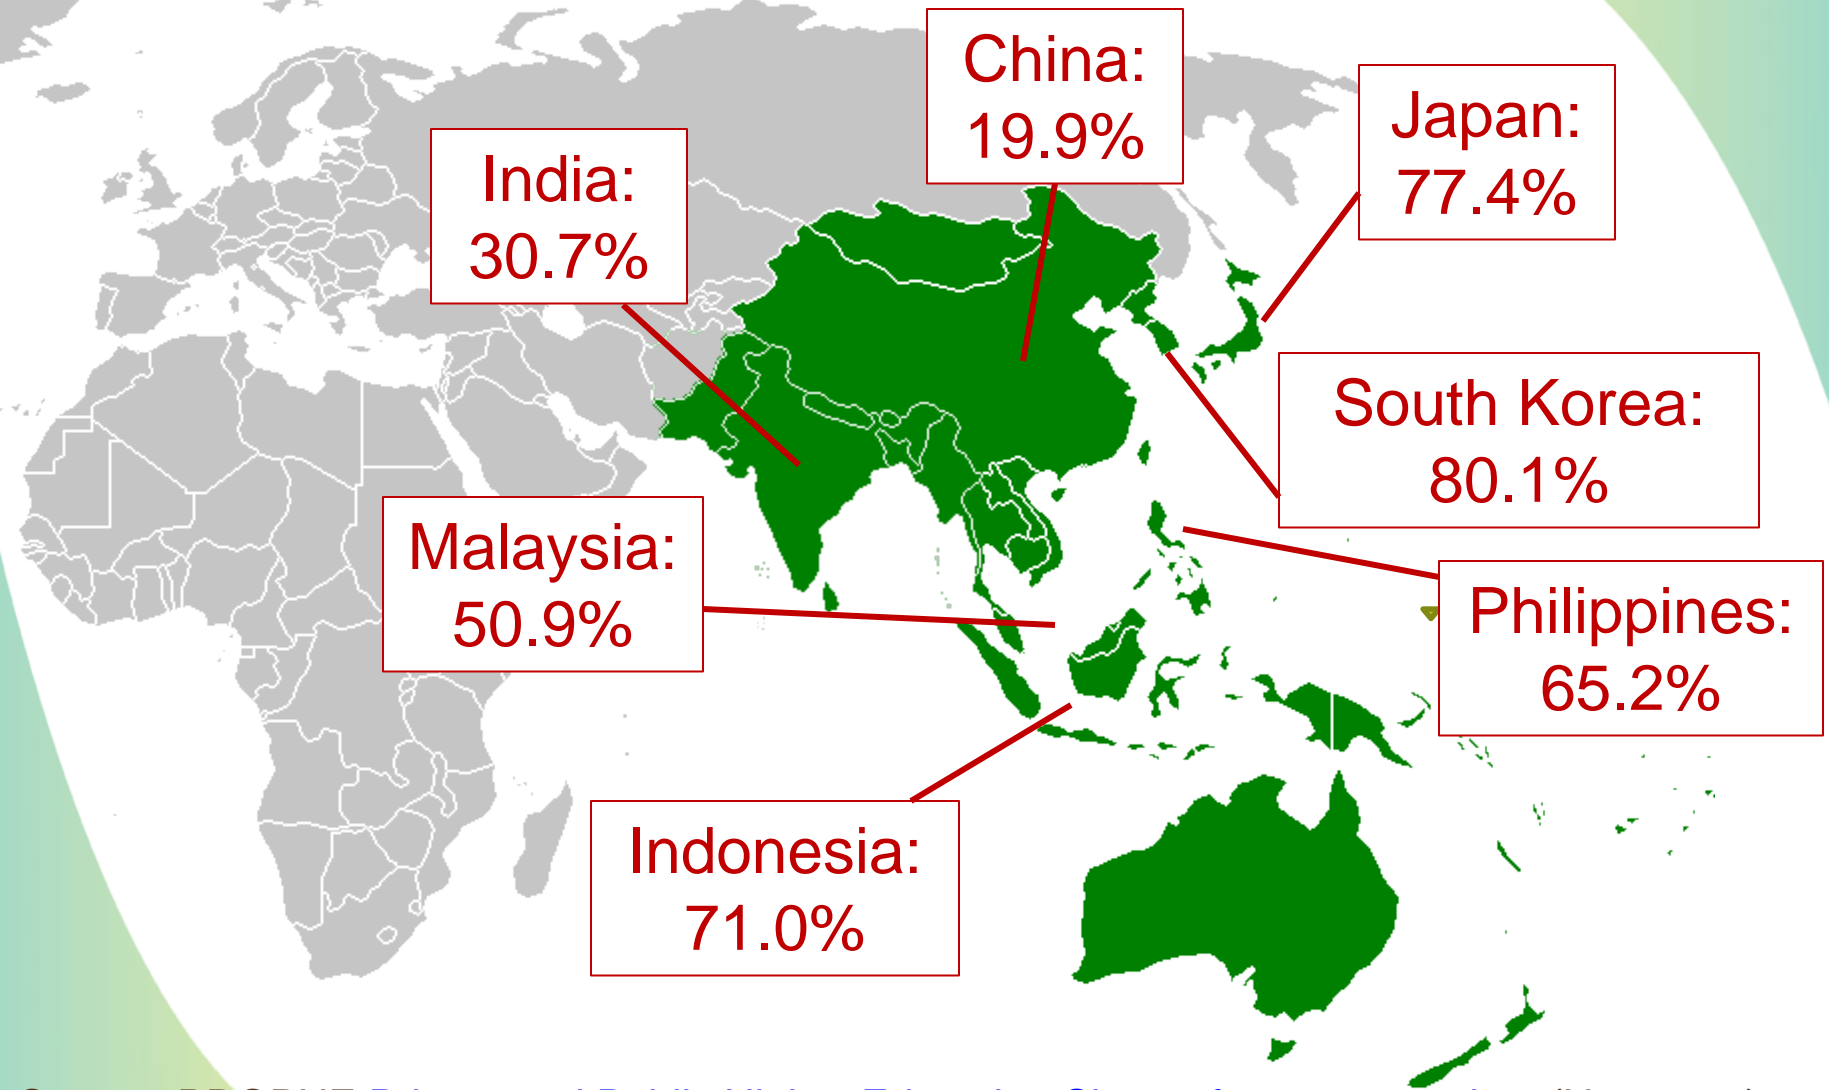 China:
19.9%
Japan:
77.4%
India:
30.7%
South Korea:
80.1%
Malaysia:
50.9%
Philippines:
65.2%
Indonesia:
71.0%